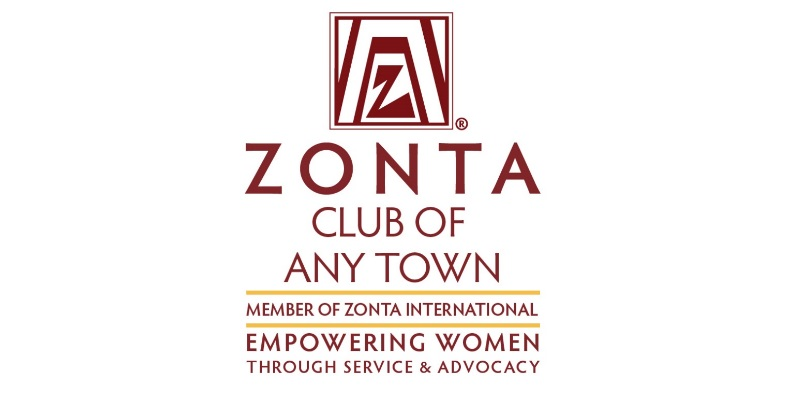 Z
®
ZONTA
CLUB OF
ANY TOWN
MEMBER OF ZONTA INTERNATIONAL
EMPOWERING WOMEN
THROUGH SERVICE & ADVOCACY